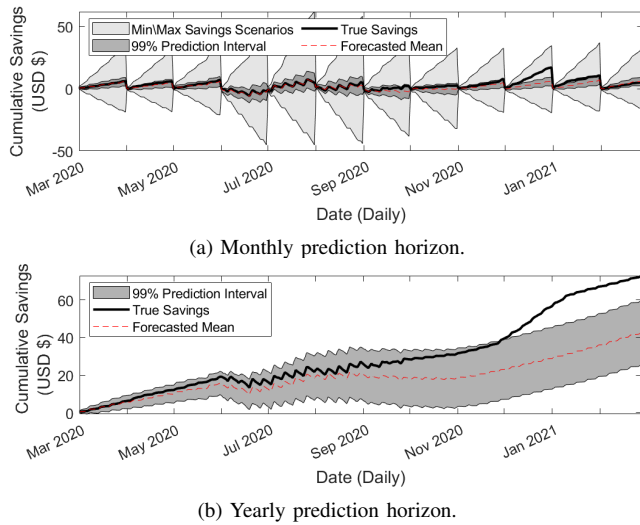 Cumulative Savings
(USD $)
50
0
-50
Min\Max Savings Scenarios
99% Prediction Interval
True Savings
Forecasted Mean
Mar 2020
May 2020
Jul 2020
Sep 2020
Nov 2020
Jan 2021
Date (Daily)
(a) Monthly prediction horizon.
Cumulative Savings
(USD $)
60
40
20
0
99% Prediction Interval
True Savings
Forecasted Mean
Mar 2020
May 2020
Jul 2020
Sep 2020
Nov 2020
Jan 2021
Date (Daily)
(b) Yearly prediction horizon.